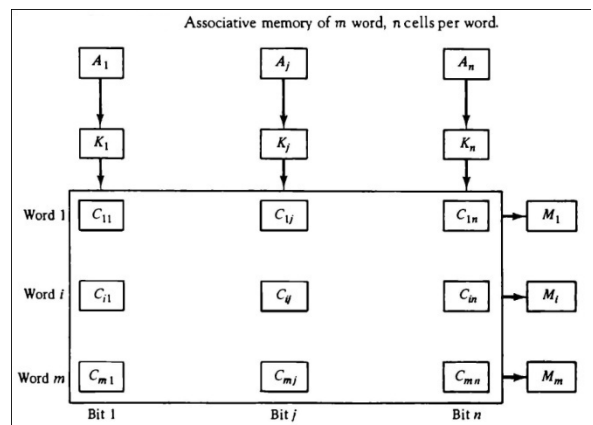 Associative memory of m word, n cells per word.
A1 Aj An
K1 Kj Kn
Word 1 C11 C1j C1n M1
Word i Ci1 Cij Cin Mi
Word m Cm1 Cmj Cmn Mm
Bit 1 Bit j Bit n